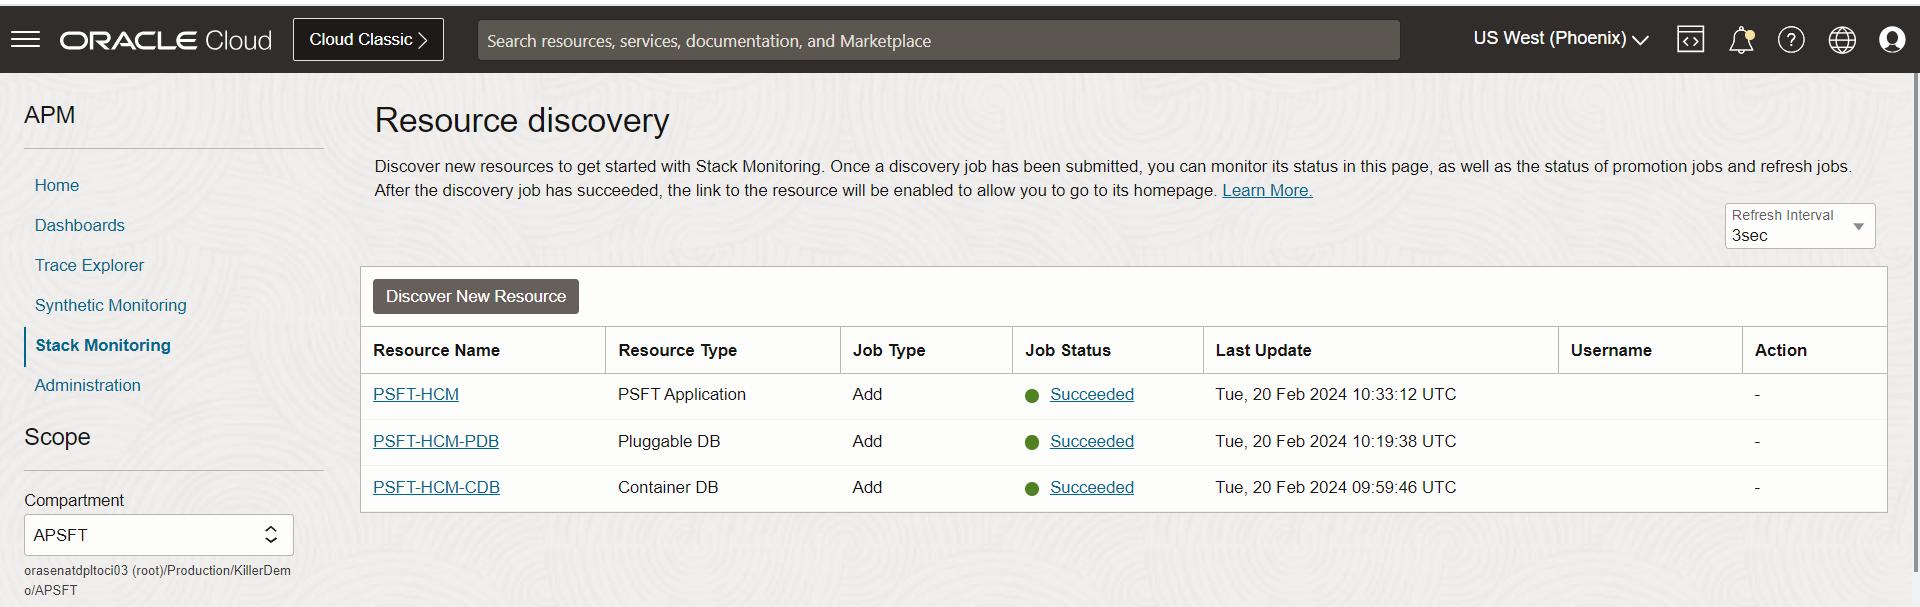 ORACLE Cloud
Cloud Classic
Search resources, services, documentation, and Marketplace
US West (Phoenix)
APM
Home
Dashboards
Trace Explorer
Synthetic Monitoring
Stack Monitoring
Administration
Scope
Compartment
APSFT
orasenatdpltoci03 (root)/Production/KillerDem
o/APSFT
Resource discovery
Discover new resources to get started with Stack Monitoring. Once a discovery job has been submitted, you can monitor its status in this page, as well as the status of promotion jobs and refresh jobs.
After the discovery job has succeeded, the link to the resource will be enabled to allow you to go to its homepage. Learn More.
Refresh Interval
3sec
Discover New Resource
Resource Name Resource Type Job Type Job Status Last Update Username Action
PSFT-HCM PSFT Application Add Succeeded Tue, 20 Feb 2024 10:33:12 UTC -
PSFT-HCM-PDB Pluggable DB Add Succeeded Tue, 20 Feb 2024 10:19:38 UTC -
PSFT-HCM-CDB Container DB Add Succeeded Tue, 20 Feb 2024 09:59:46 UTC -